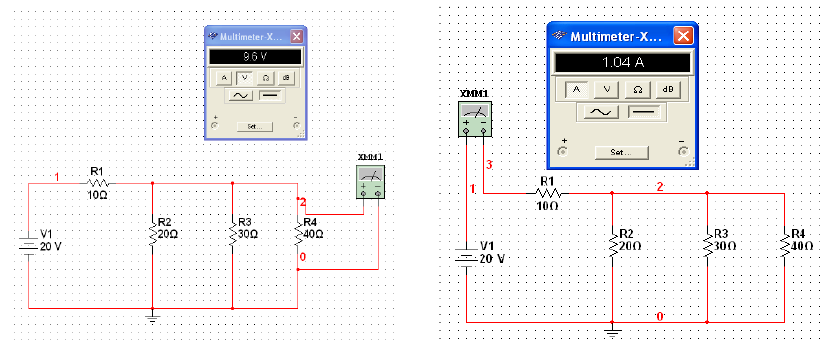 Multimeter-X...
9.6 V
A V Ω dB
+ Set... -
XMM1
+ -
1
R1
10Ω
2
V1
20 V
R2
20Ω
R3
30Ω
R4
40Ω
0
Multimeter-X...
1.04 A
A V Ω dB
+ Set... -
XMM1
+ -
3
1
R1
10Ω
2
V1
20 V
R2
20Ω
R3
30Ω
R4
40Ω
0